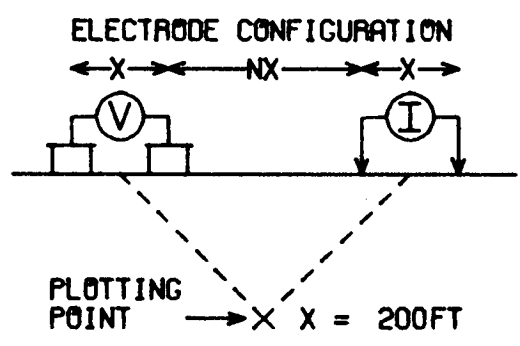 ELECTRODE CONFIGURATION
X NX X
V I
PLOTTING
POINT X X = 200FT